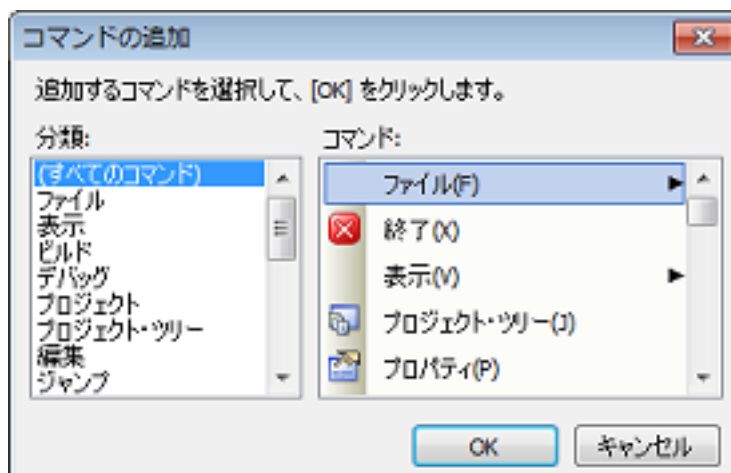 コマンドの追加
追加するコマンドを選択して、[OK] をクリックします。
分類:
(すべてのコマンド)
ファイル
表示
ビルド
デバッグ
プロジェクト
プロジェクト・ツリー
編集
ジャンプ
コマンド:
ファイル(F)
終了(X)
表示(V)
プロジェクト・ツリー(J)
プロパティ(P)
OK
キャンセル